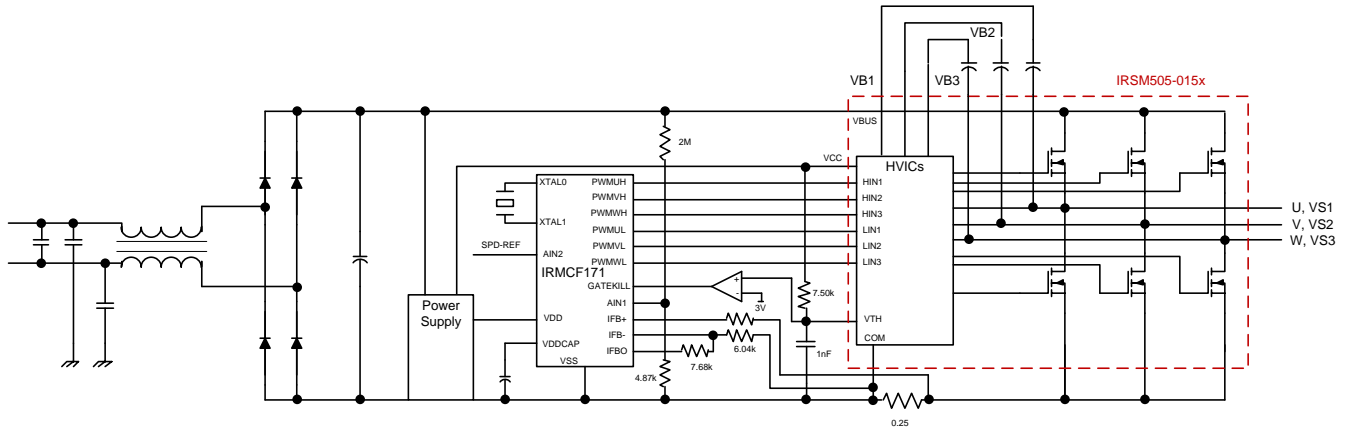 VB2
VB1
VB3
IRSM505-015x
VBUS
2M
VCC
HVICs
XTAL0
PWMUH
HIN1
PWMVH
HIN2
PWMWH
HIN3
XTAL1
PWMUL
LIN1
SPD-REF
AIN2
PWMVL
LIN2
IRMCF171
PWMWL
LIN3
U, VS1
V, VS2
W, VS3
GATEKILL
+
-
3V
7.50k
Power
Supply
AIN1
VDD
IFB+
VTH
IFB-
6.04k
COM
VDDCAP
IFBO
7.68k
1nF
VSS
4.87k
0.25